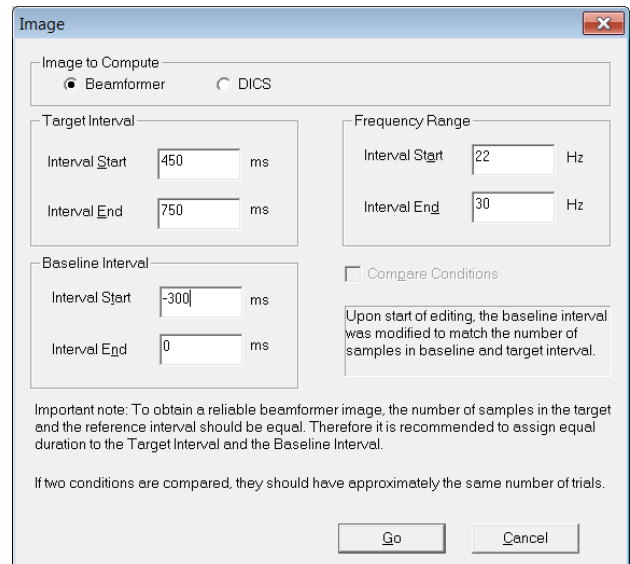 Image
Image to Compute
Beamformer DICS
Target Interval
Interval Start 450 ms
Interval End 750 ms
Frequency Range
Interval Start 22 Hz
Interval End 30 Hz
Baseline Interval
Interval Start -300 ms
Interval End 0 ms
Compare Conditions
Upon start of editing, the baseline interval
was modified to match the number of
samples in baseline and target interval.
Important note: To obtain a reliable beamformer image, the number of samples in the target
and the reference interval should be equal. Therefore it is recommended to assign equal
duration to the Target Interval and the Baseline Interval.
If two conditions are compared, they should have approximately the same number of trials.
Go Cancel